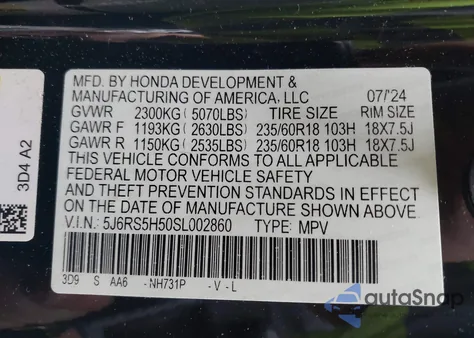 MFD. BY HONDA DEVELOPMENT &
MANUFACTURING OF AMERICA, LLC 07/'24
GVWR 2300KG (5070LBS) TIRE SIZE RIM SIZE
GAWR F 1193KG (2630LBS) 235/60R18 103H 18X7.5J
GAWR R 1150KG (2535LBS) 235/60R18 103H 18X7.5J
THIS VEHICLE CONFORMS TO ALL APPLICABLE
FEDERAL MOTOR VEHICLE SAFETY
AND THEFT PREVENTION STANDARDS IN EFFECT
ON THE DATE OF MANUFACTURE SHOWN ABOVE.
V.I.N.: 5J6RS5H50SL002860 TYPE: MPV
3D9 S AA6 -NH731P -V-L
3D4 A2
autoSnap